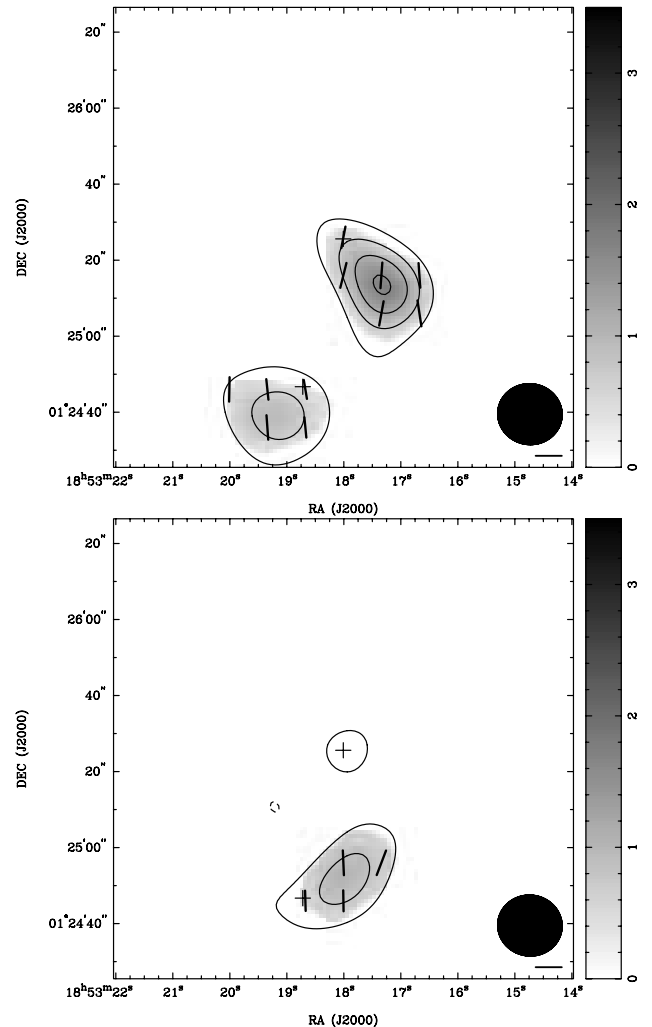 20"
26'00"
40"
20"
25'00"
01°24'40"
DEC (J2000)
18ʰ53ᵐ22ˢ 21ˢ 20ˢ 19ˢ 18ˢ 17ˢ 16ˢ 15ˢ 14ˢ
RA (J2000)
0 1 2 3
20"
26'00"
40"
20"
25'00"
01°24'40"
DEC (J2000)
18ʰ53ᵐ22ˢ 21ˢ 20ˢ 19ˢ 18ˢ 17ˢ 16ˢ 15ˢ 14ˢ
RA (J2000)
0 1 2 3